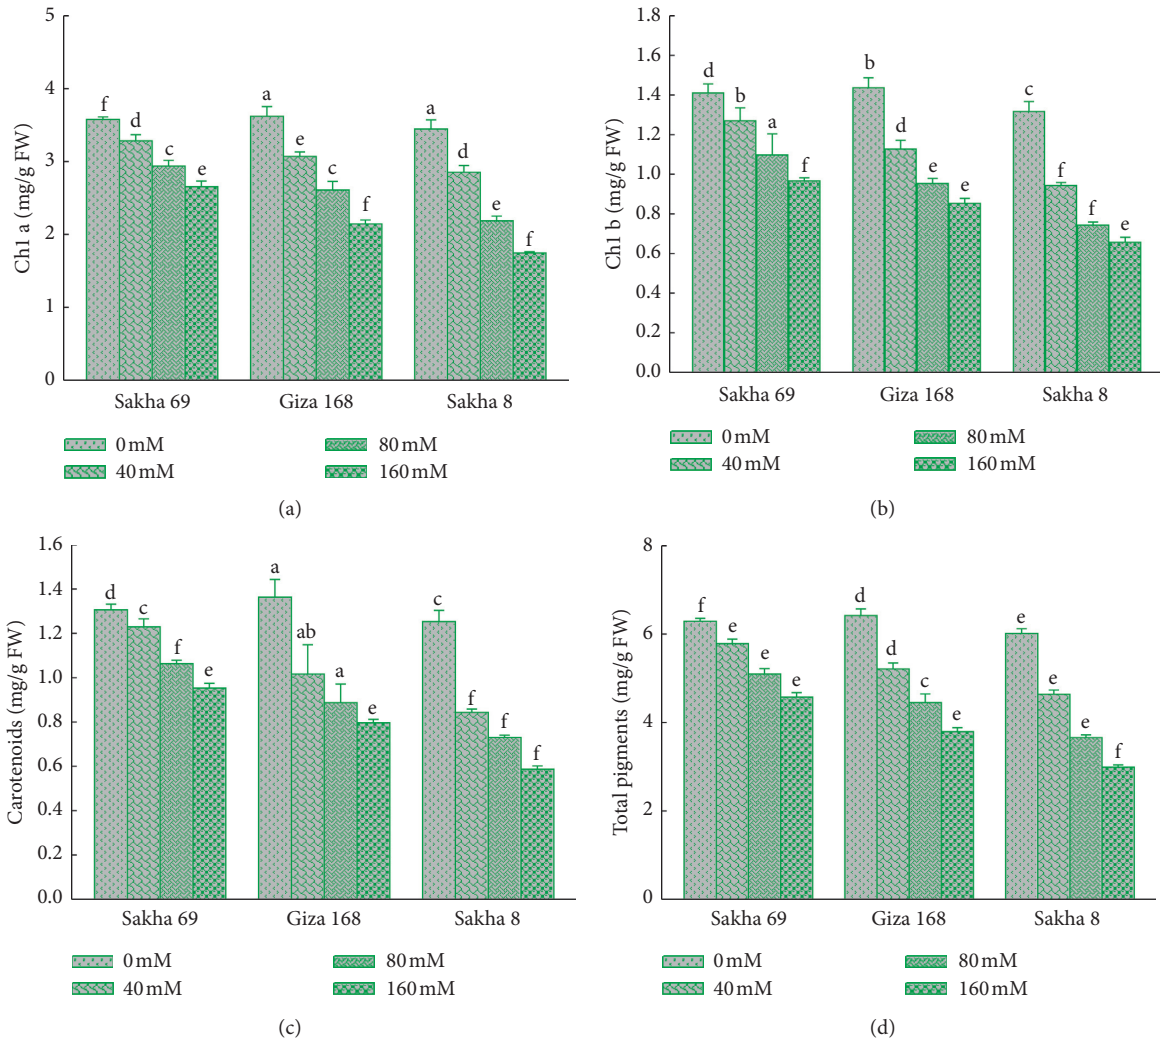 5
4
3
2
1
0
Ch1 a (mg/g FW)
f
d
c
e
a
e
c
f
a
d
e
f
Sakha 69 Giza 168 Sakha 8
0 mM 80 mM
40 mM 160 mM
(a)
1.8
1.6
1.4
1.2
1.0
0.8
0.6
0.4
0.2
0.0
Ch1 b (mg/g FW)
d
b
a
f
b
d
e
e
c
f
f
e
Sakha 69 Giza 168 Sakha 8
0 mM 80 mM
40 mM 160 mM
(b)
1.6
1.4
1.2
1.0
0.8
0.6
0.4
0.2
0.0
Carotenoids (mg/g FW)
d
c
f
e
a
ab
a
e
c
f
f
f
Sakha 69 Giza 168 Sakha 8
0 mM 80 mM
40 mM 160 mM
(c)
8
6
4
2
0
Total pigments (mg/g FW)
f
e
e
e
d
d
c
e
e
e
e
f
Sakha 69 Giza 168 Sakha 8
0 mM 80 mM
40 mM 160 mM
(d)